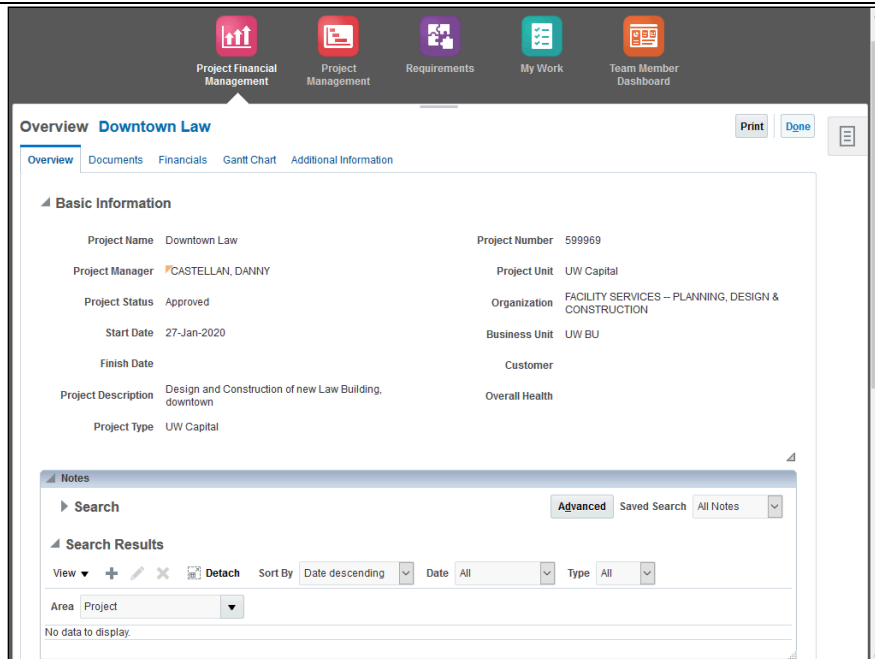 Project Financial Management
Project Management
Requirements
My Work
Team Member Dashboard
Overview Downtown Law
Print
Done
Overview Documents Financials Gantt Chart Additional Information
Basic Information
Project Name Downtown Law
Project Manager CASTELLAN, DANNY
Project Status Approved
Start Date 27-Jan-2020
Finish Date
Project Description Design and Construction of new Law Building,
downtown
Project Type UW Capital
Project Number 599969
Project Unit UW Capital
Organization FACILITY SERVICES -- PLANNING, DESIGN &
CONSTRUCTION
Business Unit UW BU
Customer
Overall Health
Notes
Search
Advanced Saved Search All Notes
Search Results
View Detach Sort By Date descending Date All Type All
Area Project
No data to display.